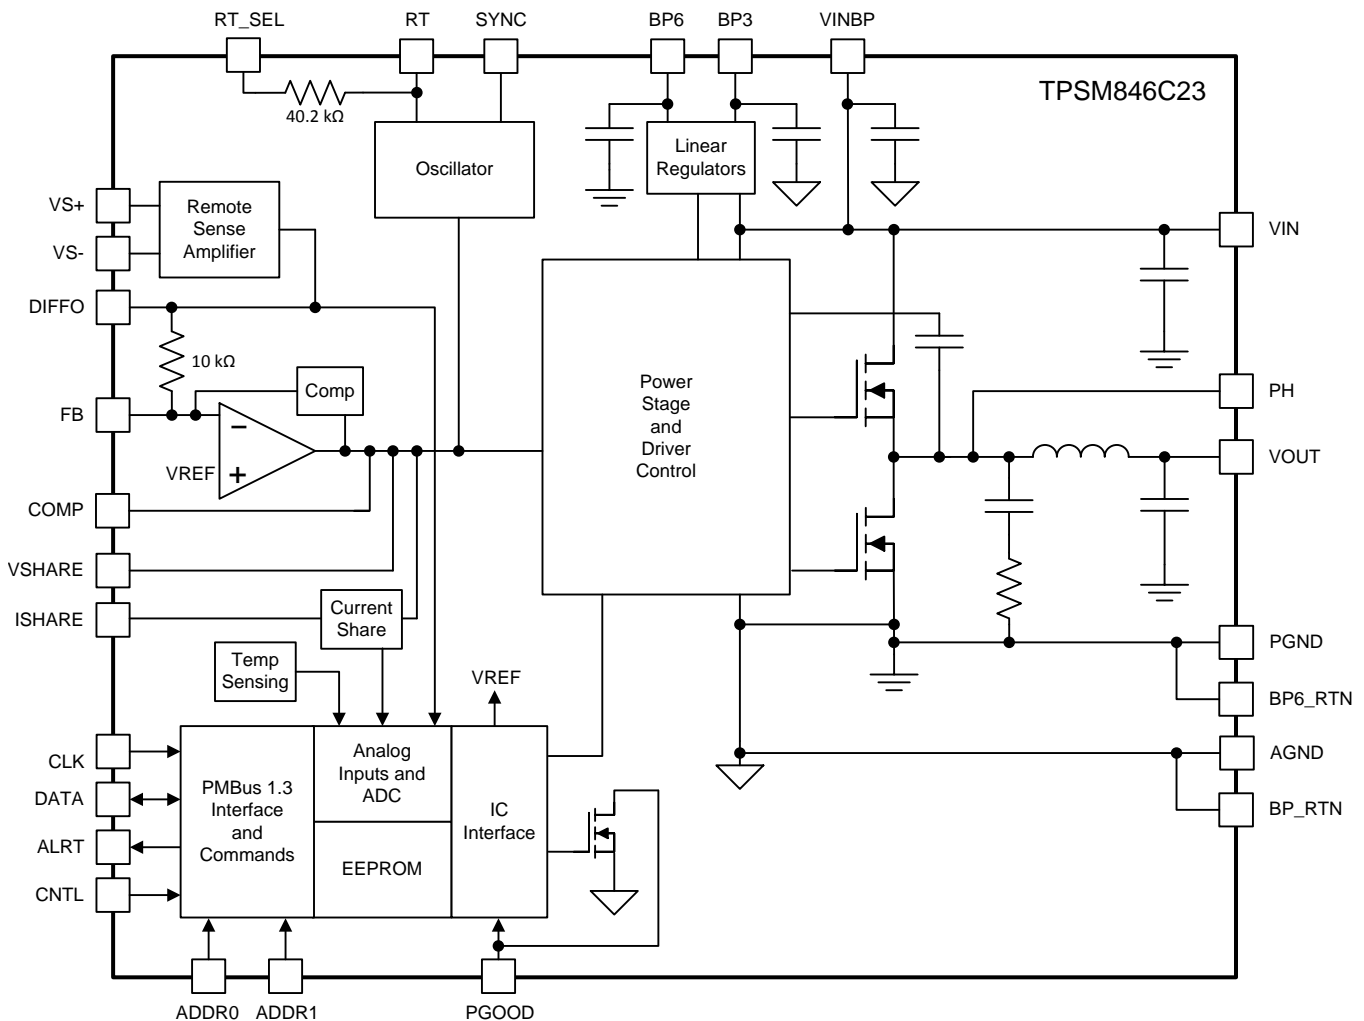 RT_SEL
RT
SYNC
BP6
BP3
VINBP
TPSM846C23
40.2 kΩ
Oscillator
Linear
Regulators
VS+
VS-
Remote
Sense
Amplifier
VIN
DIFFO
10 kΩ
Comp
FB
VREF
COMP
Power
Stage
and
Driver
Control
PH
VOUT
VSHARE
ISHARE
Current
Share
Temp
Sensing
VREF
PGND
BP6_RTN
AGND
BP_RTN
CLK
DATA
ALRT
CNTL
PMBus 1.3
Interface
and
Commands
Analog
Inputs and
ADC
EEPROM
IC
Interface
ADDR0
ADDR1
PGOOD